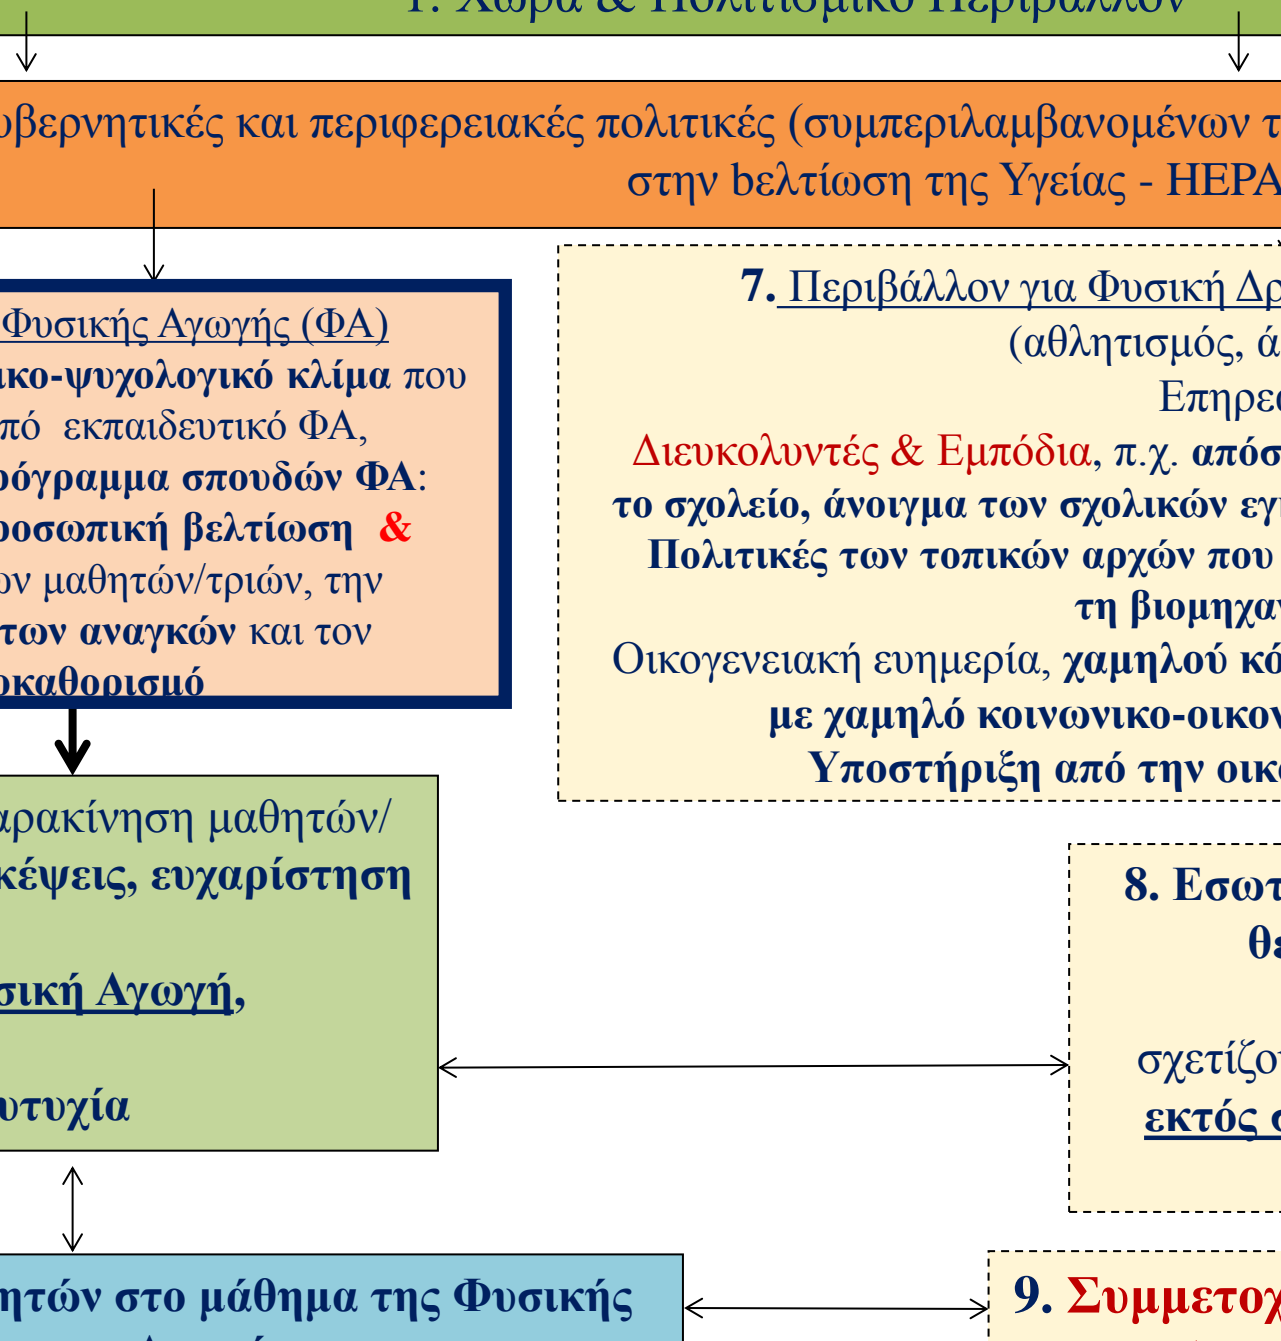 1. Χώρα & Πολιτισμικό Περιβάλλον
υβερνητικές και περιφερειακές πολιτικές (συμπεριλαμβανομένων τ
στην bελτίωση της Υγείας - HEPA
Φυσικής Αγωγής (ΦΑ)
ικο-ψυχολογικό κλίμα που
πό εκπαιδευτικό ΦΑ,
ρόγραμμα σπουδών ΦΑ:
ροσωπική βελτίωση &
ων μαθητών/τριών, την
των αναγκών και τον
οκαθορισμό
7. Περιβάλλον για Φυσική Δρ
(αθλητισμός, ά
Επηρεα
Διευκολυντές & Εμπόδια, π.χ. απόσ
το σχολείο, άνοιγμα των σχολικών εγκ
Πολιτικές των τοπικών αρχών που
τη βιομηχαν
Οικογενειακή ευημερία, χαμηλού κό
με χαμηλό κοινωνικο-οικον
Υποστήριξη από την οικο
αρακίνηση μαθητών/
κέψεις, ευχαρίστηση
σική Αγωγή,
υτυχία
8. Εσωτ
θε
σχετίζου
εκτός σ
ητών στο μάθημα της Φυσικής
9. Συμμετοχ